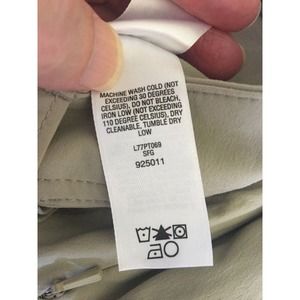 MACHINE WASH COLD (NOT
EXCEEDING 30 DEGREES
CELSIUS), DO NOT BLEACH,
IRON LOW (NOT EXCEEDING
110 DEGREE CELSIUS), DRY
CLEANABLE, TUMBLE DRY
LOW
L77PT069
SFG
925011